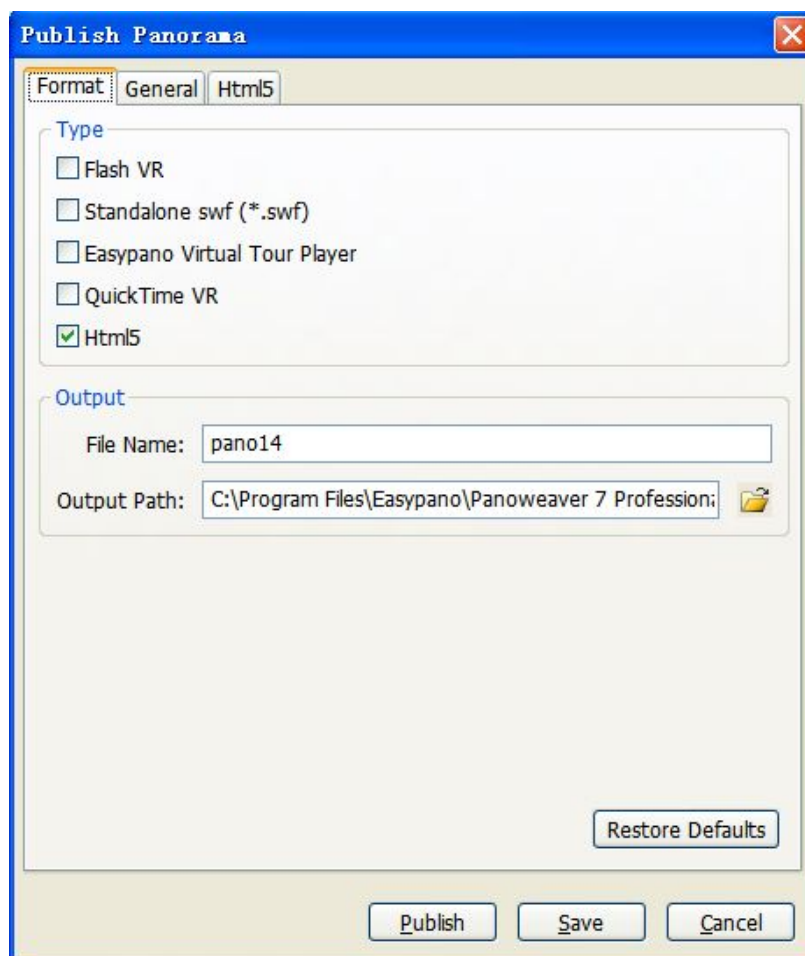 Publish Panorama
Format General Html5
Type
Flash VR
Standalone swf (*.swf)
Easypano Virtual Tour Player
QuickTime VR
Html5
Output
File Name: pano14
Output Path: C:\Program Files\Easypano\Panoweaver 7 Professiona
Restore Defaults
Publish Save Cancel